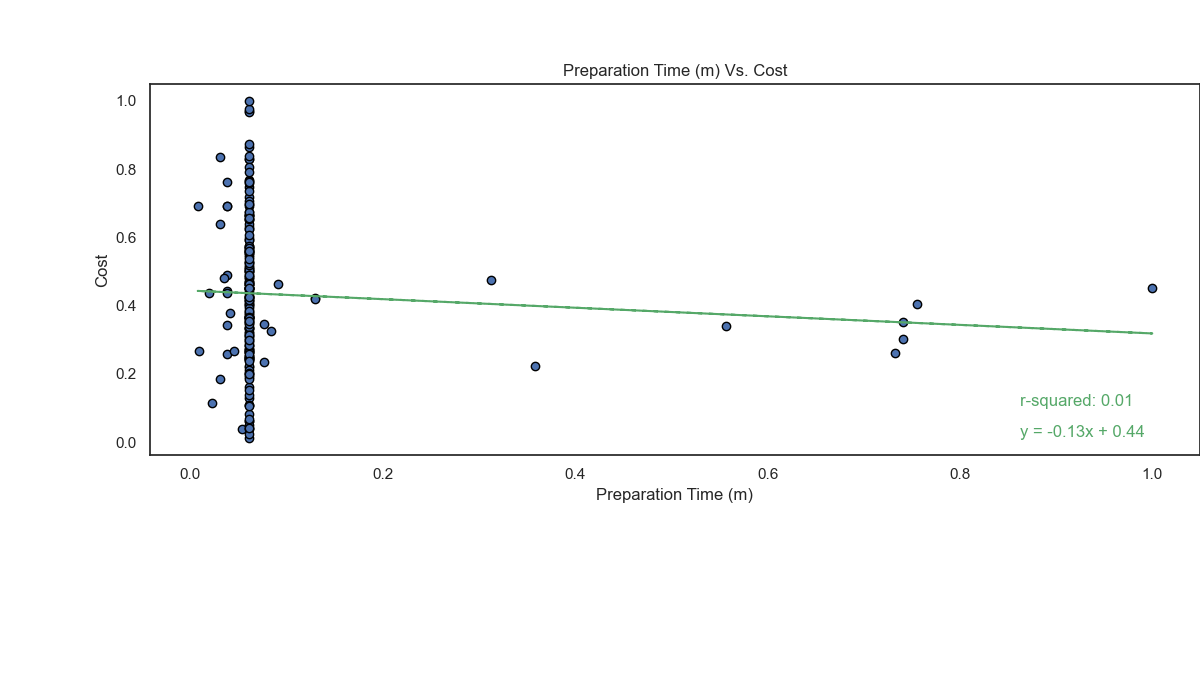 Preparation Time (m) Vs. Cost
1.0
0.8
0.6
0.4
0.2
0.0
Cost
r-squared: 0.01
y = -0.13x + 0.44
0.0 0.2 0.4 0.6 0.8 1.0
Preparation Time (m)